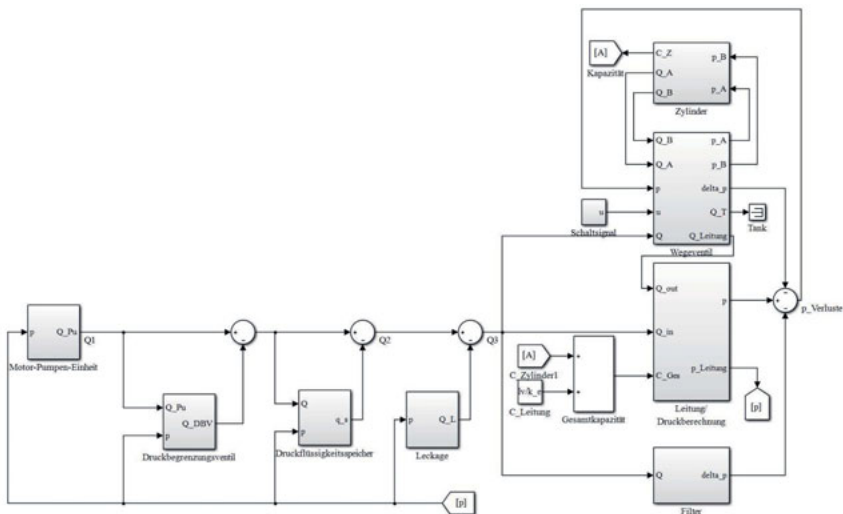 [A]
Kapazität
C_Z
Q_A
Q_B
p_B
p_A
Zylinder
Q_B
Q_A
p
u
Q
p_A
p_B
delta_p
Q_T
Q_Leitung
Wegeventil
u
Schaltsignal
Tank
Q_out
Q_in
C_Ges
p
p_Leitung
Leitung/
Druckberechnung
p_Verluste
[p]
p
Q_Pu
Motor-Pumpen-Einheit
Q1
Q2
Q3
[A]
C_Zylinder1
C_Leitung
Gesamtkapazität
Q_Pu
p
Q_DBV
Druckbegrenzungsventil
Q
p
q_s
Druckflüssigkeitsspeicher
p
Q_L
Leckage
Q
delta_p
Filter
[p]